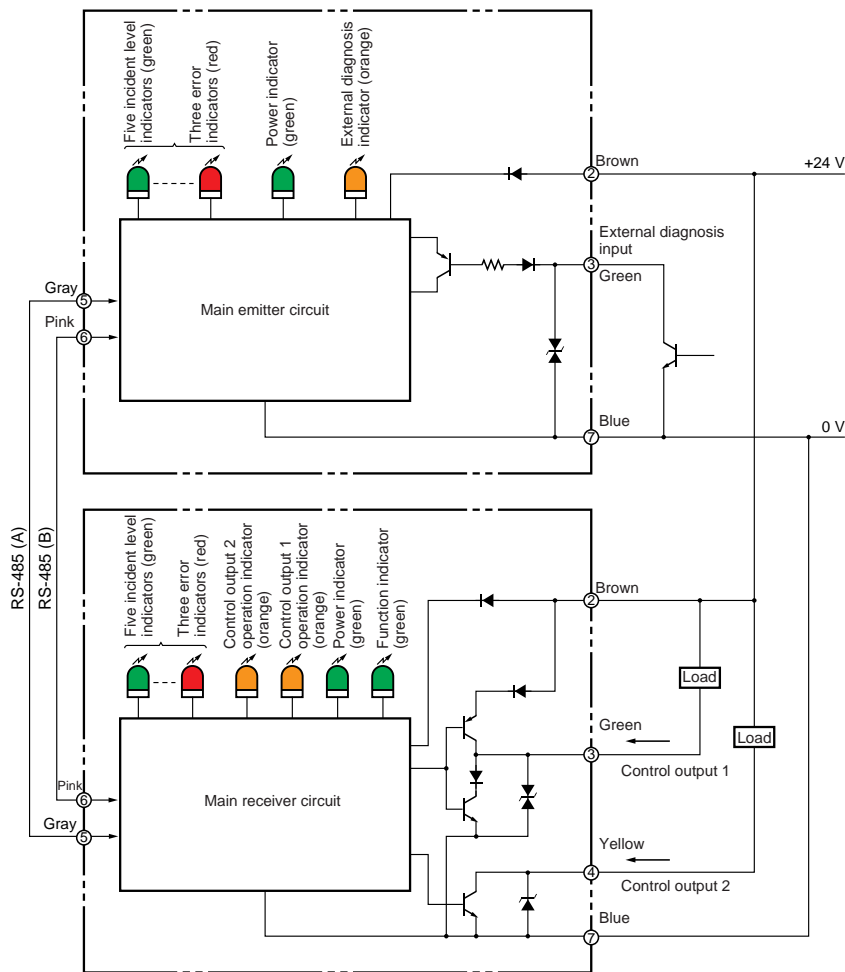 Five incident level
indicators (green)
Three error
indicators (red)
Power indicator
(green)
External diagnosis
indicator (orange)
Brown
2
+24 V
External diagnosis
input
3
Green
Main emitter circuit
Gray
5
Pink
6
Blue
7
0 V
RS-485 (A)
RS-485 (B)
Five incident level
indicators (green)
Three error
indicators (red)
Control output 2
operation indicator
(orange)
Control output 1
operation indicator
(orange)
Power indicator
(green)
Function indicator
(green)
Brown
2
Load
Load
Green
3
Control output 1
Main receiver circuit
Pink
6
Gray
5
Yellow
4
Control output 2
Blue
7